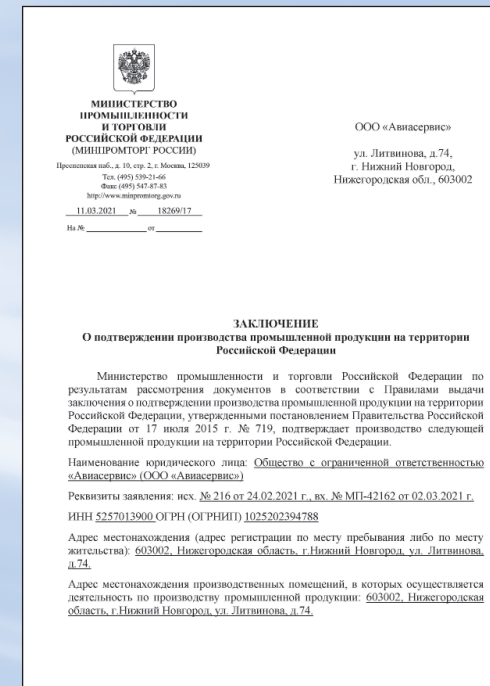 МИНИСТЕРСТВО
ПРОМЫШЛЕННОСТИ
И ТОРГОВЛИ
РОССИЙСКОЙ ФЕДЕРАЦИИ
(МИНПРОМТОРГ РОССИИ)
Пресненская наб., д. 10, стр. 2, г. Москва, 125039
Тел. (495) 539-21-66
Факс (495) 547-87-83
http://www.minpromtorg.gov.ru
11.03.2021 № 18269/17
На № от
ООО «Авиасервис»
ул. Литвинова, д.74,
г. Нижний Новгород,
Нижегородская обл., 603002
ЗАКЛЮЧЕНИЕ
О подтверждении производства промышленной продукции на территории
Российской Федерации
Министерство промышленности и торговли Российской Федерации по
результатам рассмотрения документов в соответствии с Правилами выдачи
заключения о подтверждении производства промышленной продукции на территории
Российской Федерации, утвержденными постановлением Правительства Российской
Федерации от 17 июля 2015 г. № 719, подтверждает производство следующей
промышленной продукции на территории Российской Федерации.
Наименование юридического лица: Общество с ограниченной ответственностью
«Авиасервис» (ООО «Авиасервис»)
Реквизиты заявления: исх. № 216 от 24.02.2021 г., вх. № МП-42162 от 02.03.2021 г.
ИНН 5257013900 ОГРН (ОГРНИП) 1025202394788
Адрес местонахождения (адрес регистрации по месту пребывания либо по месту
жительства): 603002, Нижегородская область, г.Нижний Новгород, ул. Литвинова,
д.74.
Адрес местонахождения производственных помещений, в которых осуществляется
деятельность по производству промышленной продукции: 603002, Нижегородская
область, г.Нижний Новгород, ул. Литвинова, д.74.